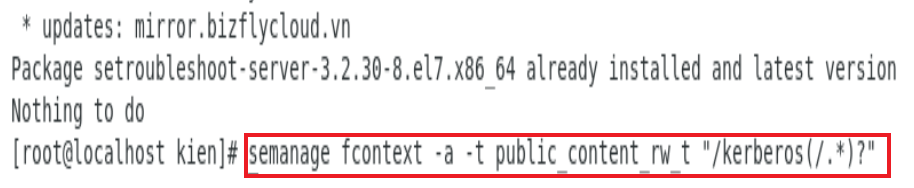 * updates: mirror.bizflycloud.vn
Package setroubleshoot-server-3.2.30-8.el7.x86_64 already installed and latest version
Nothing to do
[root@localhost kien]# semanage fcontext -a -t public_content_rw_t "/kerberos(/.*)?"